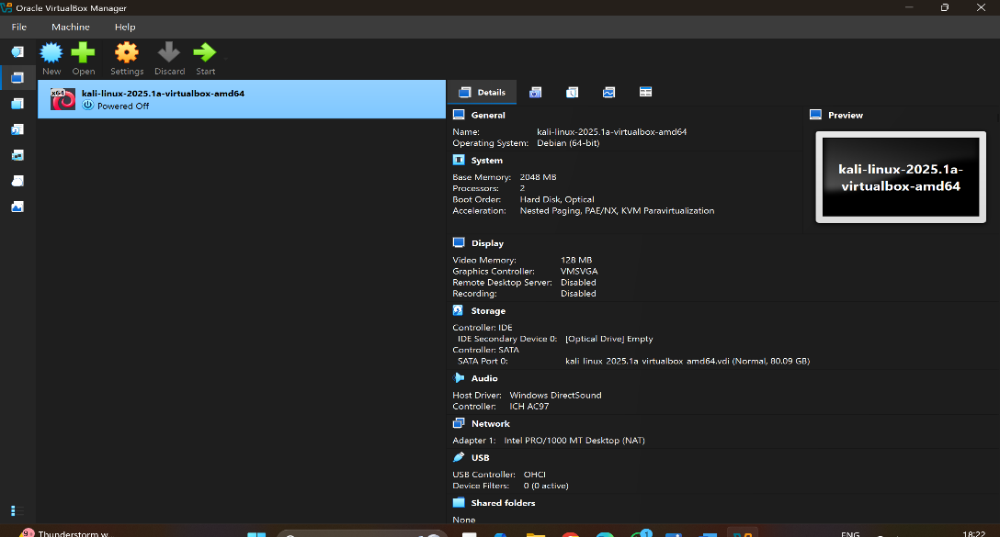 Oracle VirtualBox Manager
File Machine Help
New Open Settings Discard Start
x64
kali-linux-2025.1a-virtualbox-amd64
Powered Off
Details
General
Name: kali-linux-2025.1a-virtualbox-amd64
Operating System: Debian (64-bit)
System
Base Memory: 2048 MB
Processors: 2
Boot Order: Hard Disk, Optical
Acceleration: Nested Paging, PAE/NX, KVM Paravirtualization
Preview
kali-linux-2025.1a-
virtualbox-amd64
Display
Video Memory: 128 MB
Graphics Controller: VMSVGA
Remote Desktop Server: Disabled
Recording: Disabled
Storage
Controller: IDE
IDE Secondary Device 0: [Optical Drive] Empty
Controller: SATA
SATA Port 0: kali linux 2025.1a virtualbox amd64.vdi (Normal, 80.09 GB)
Audio
Host Driver: Windows DirectSound
Controller: ICH AC97
Network
Adapter 1: Intel PRO/1000 MT Desktop (NAT)
USB
USB Controller: OHCI
Device Filters: 0 (0 active)
Shared folders
None
9+
Thunderstorm w
1
ENG
18:22